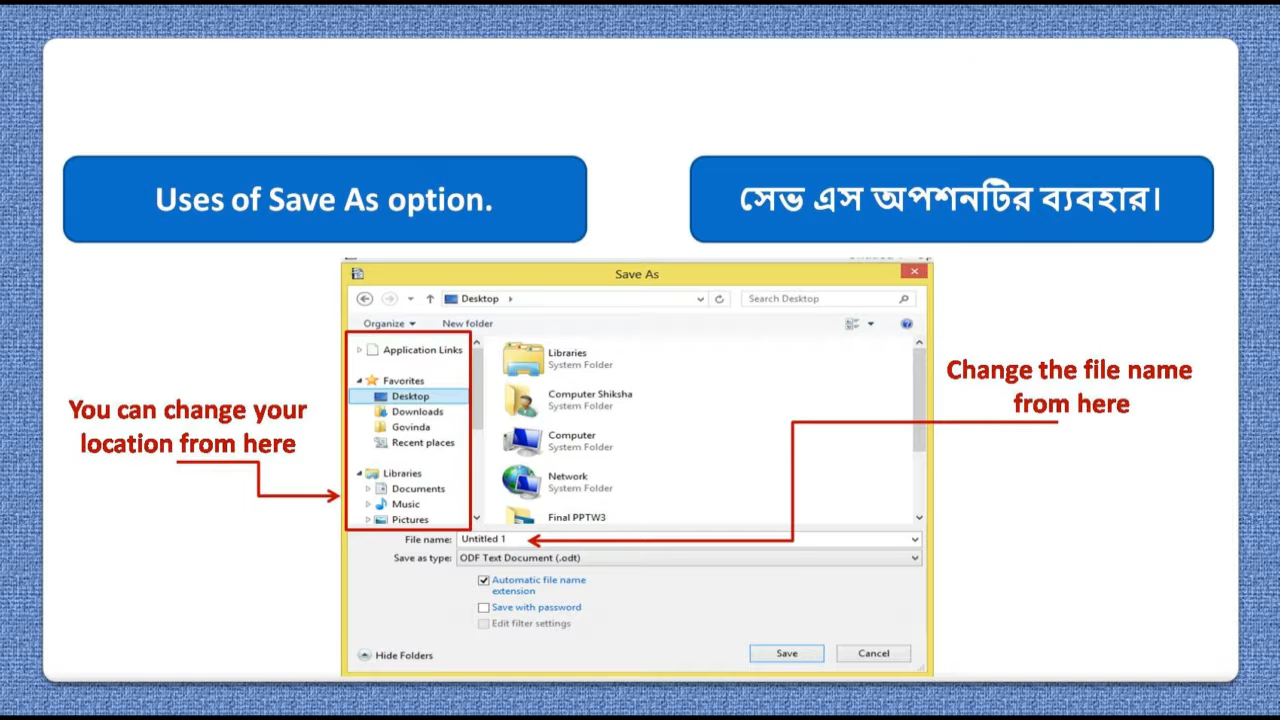 Uses of Save As option.
সেভ এস অপশনটির ব্যবহার।
Save As
Desktop
Search Desktop
Organize
New folder
Application Links
Favorites
Desktop
Downloads
Govinda
Recent places
Libraries
Documents
Music
Pictures
Libraries
System Folder
Computer Shiksha
System Folder
Computer
System Folder
Network
System Folder
Final PPTW3
You can change your
location from here
Change the file name
from here
File name: Untitled 1
Save as type: ODF Text Document (.odt)
Automatic file name
extension
Save with password
Edit filter settings
Hide Folders
Save
Cancel